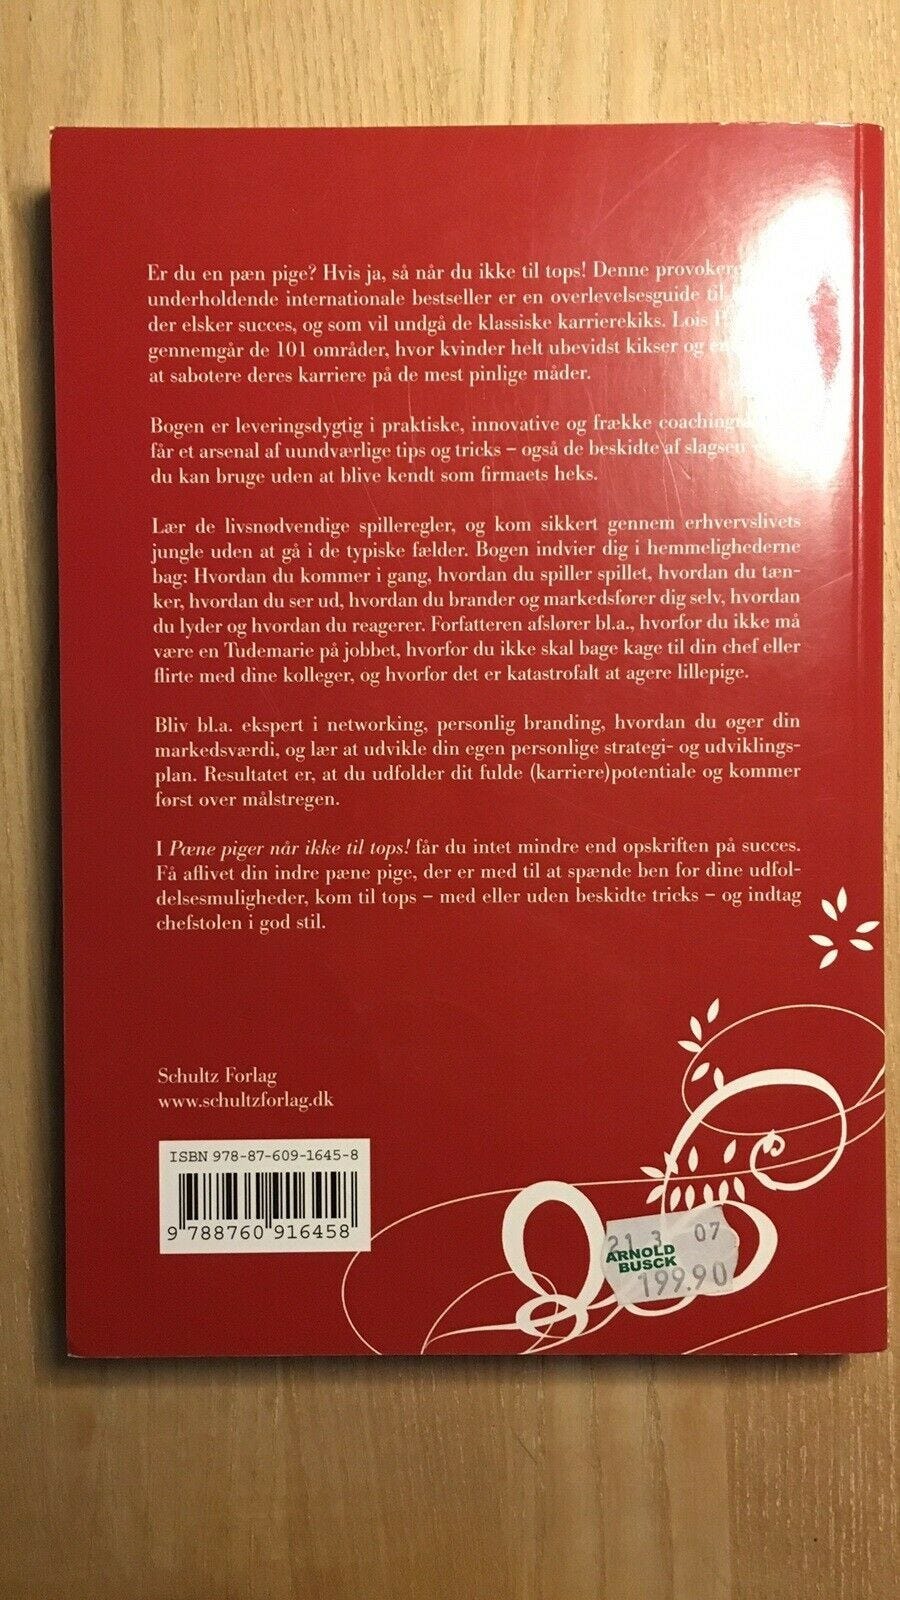 Er du en pæn pige? Hvis ja, så når du ikke til tops! Denne provokere
underholdende internationale bestseller er en overlevelsesguide til
der elsker succes, og som vil undgå de klassiske karrierekiks. Lois
gennemgår de 101 områder, hvor kvinder helt ubevidst kikser og
at sabotere deres karriere på de mest pinlige måder.
Bogen er leveringsdygtig i praktiske, innovative og frække coaching
får et arsenal af uundværlige tips og tricks – også de beskidte af slagsen
du kan bruge uden at blive kendt som firmaets heks.
Lær de livsnødvendige spilleregler, og kom sikkert gennem erhvervslivets
jungle uden at gå i de typiske fælder. Bogen indvier dig i hemmelighederne
bag: Hvordan du kommer i gang, hvordan du spiller spillet, hvordan du tæn-
ker, hvordan du ser ud, hvordan du brander og markedsfører dig selv, hvordan
du lyder og hvordan du reagerer. Forfatteren afslører bl.a., hvorfor du ikke må
være en Tudemarie på jobbet, hvorfor du ikke skal bage kage til din chef eller
flirte med dine kolleger, og hvorfor det er katastrofalt at agere lillepige.
Bliv bl.a. ekspert i networking, personlig branding, hvordan du øger din
markedsværdi, og lær at udvikle din egen personlige strategi- og udviklings-
plan. Resultatet er, at du udfolder dit fulde (karriere)potentiale og kommer
først over målstregen.
I Pæne piger når ikke til tops! får du intet mindre end opskriften på succes.
Få aflivet din indre pæne pige, der er med til at spænde ben for dine udfol-
delsesmuligheder, kom til tops – med eller uden beskidte tricks – og indtag
chefstolen i god stil.
Schultz Forlag
www.schultzforlag.dk
ISBN 978-87-609-1645-8
9 788760 916458
21 3 07
ARNOLD
BUSCK
199.90